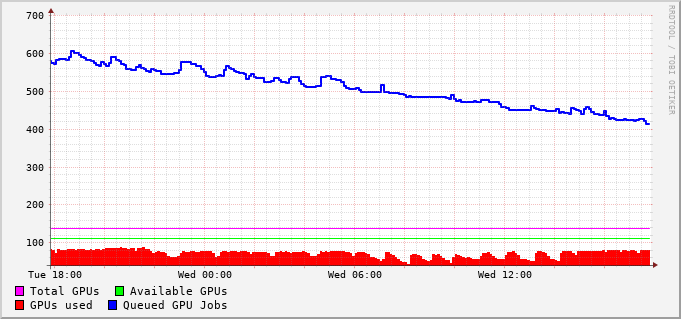 700
600
500
400
300
200
100
Tue 18:00 Wed 00:00 Wed 06:00 Wed 12:00
Total GPUs Available GPUs
GPUs used Queued GPU Jobs
RRDTOOL / TOBI OETIKER